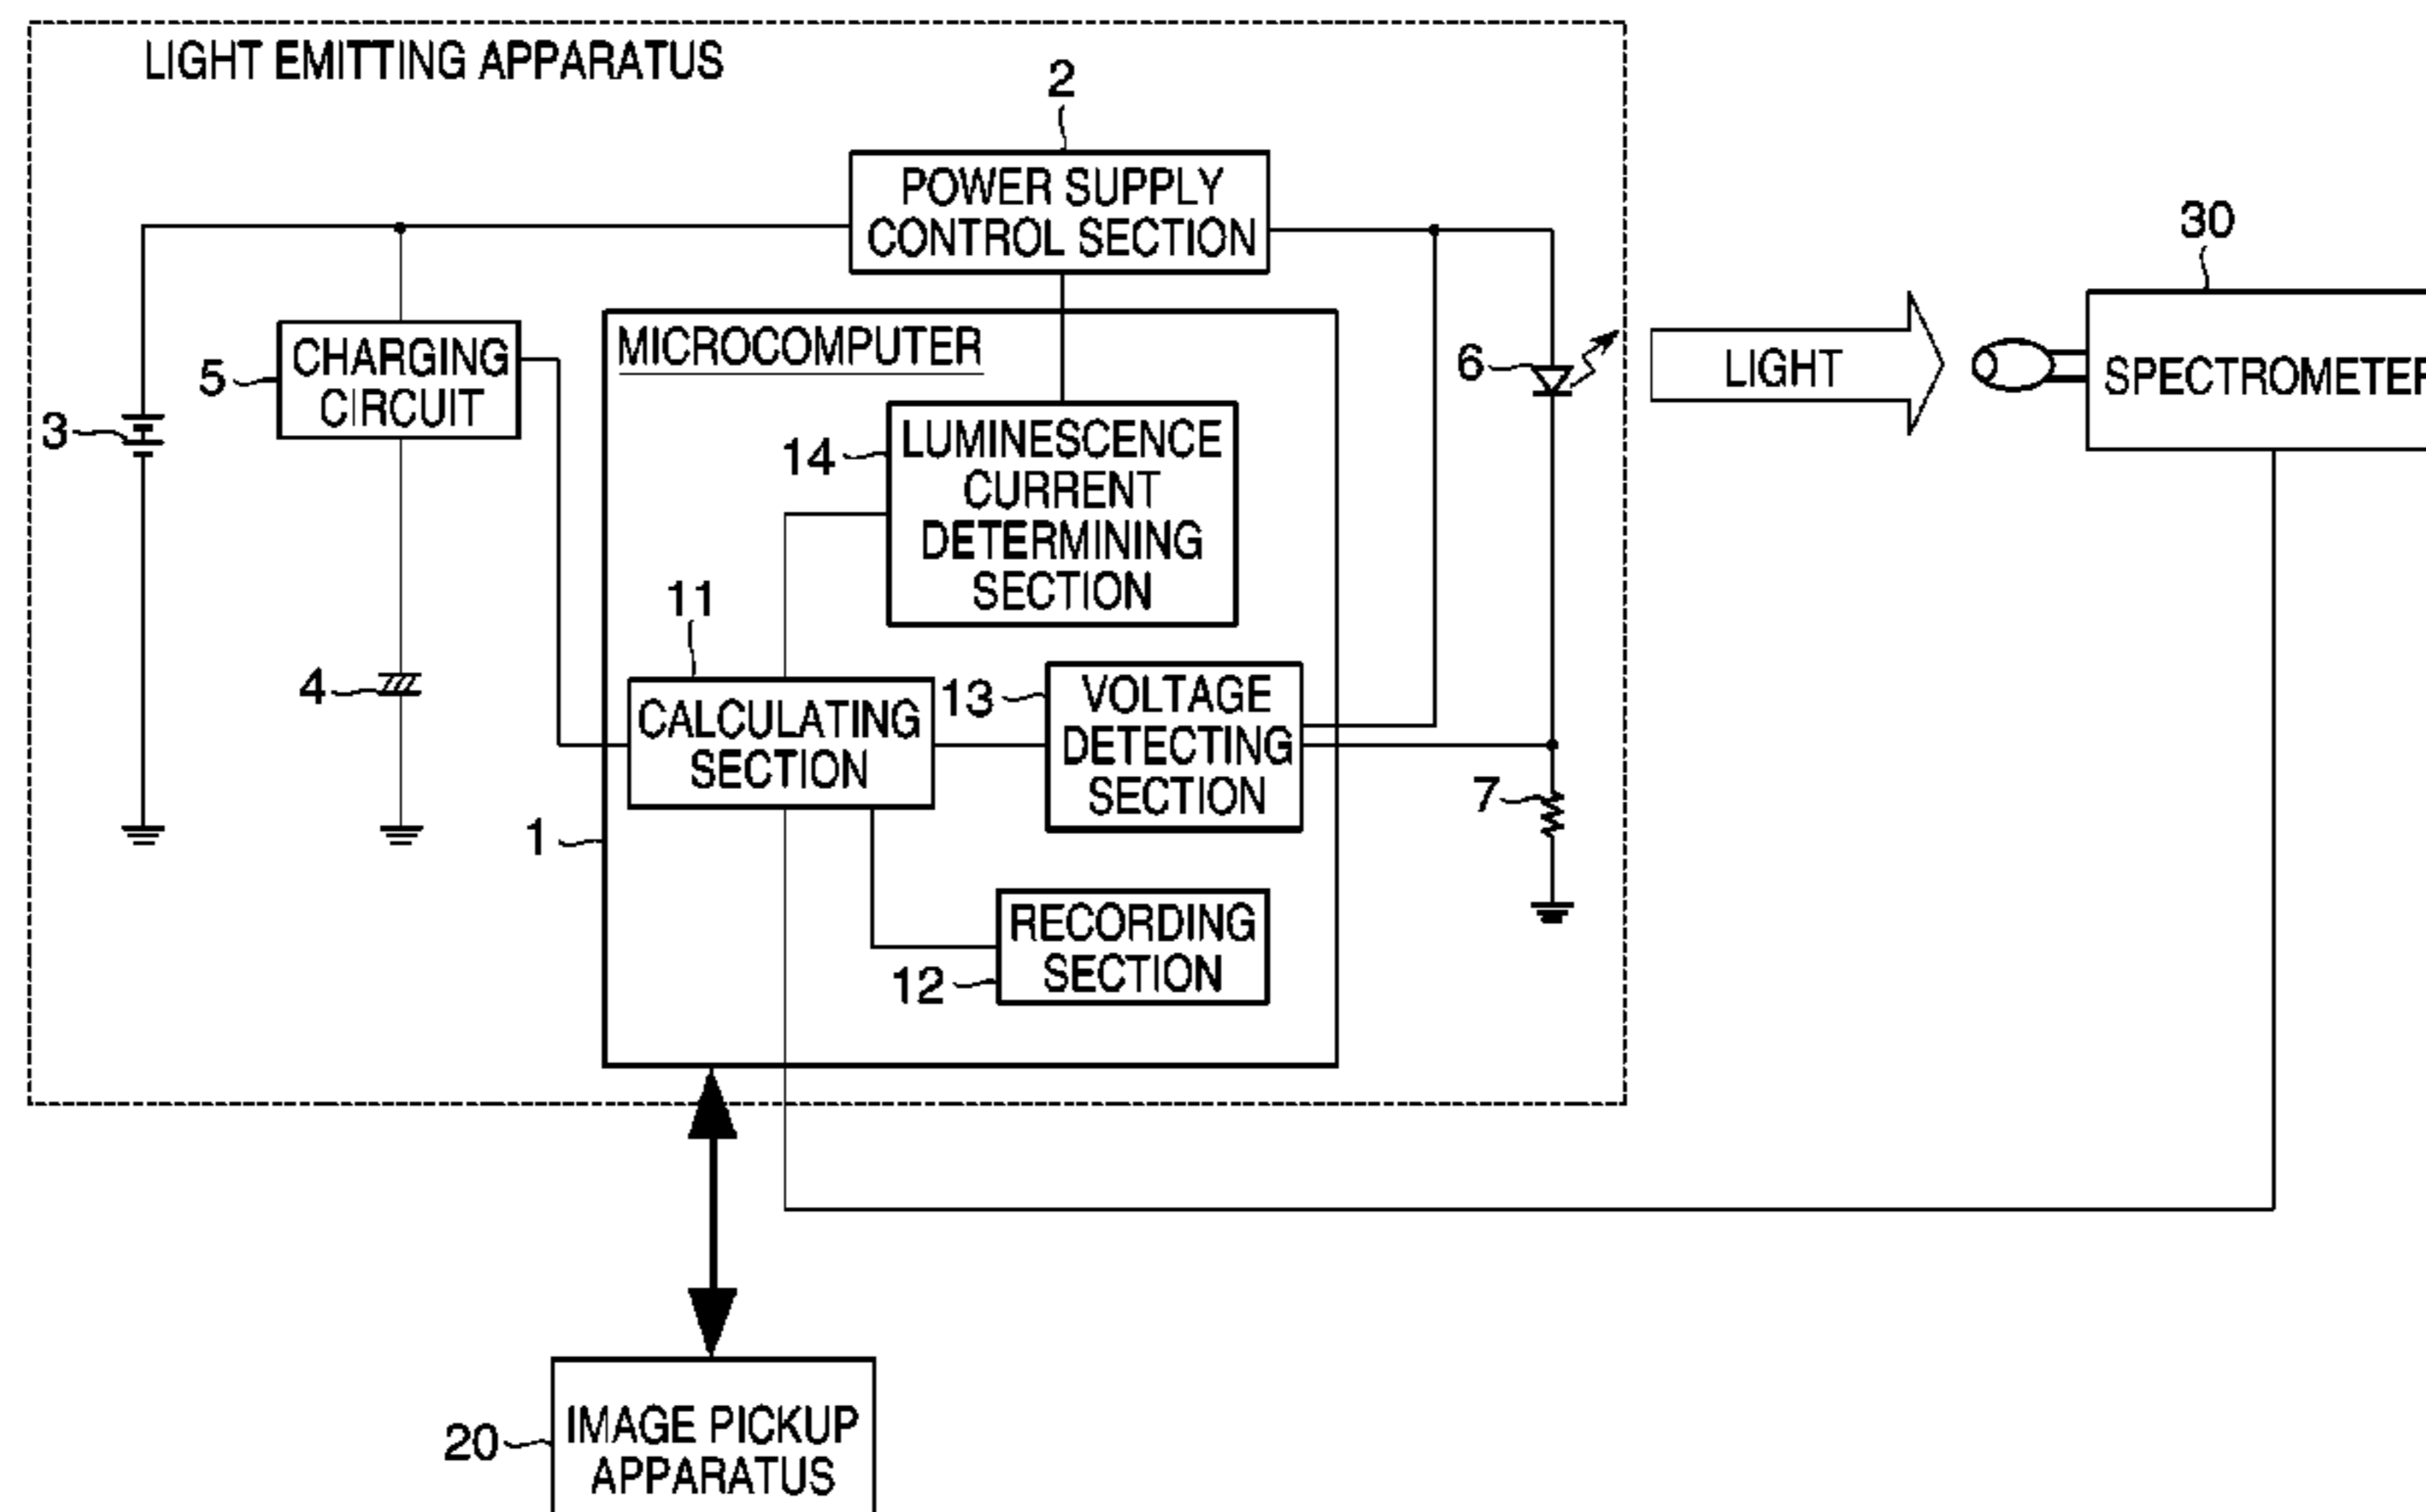 LIGHT EMITTING APPARATUS
2
POWER SUPPLY
CONTROL SECTION
30
SPECTROMETER
LIGHT
6
MICROCOMPUTER
5
CHARGING
CIRCUIT
3
14
LUMINESCENCE
CURRENT
DETERMINING
SECTION
11
4
CALCULATING
SECTION
13
VOLTAGE
DETECTING
SECTION
7
1
RECORDING
SECTION
12
20
IMAGE PICKUP
APPARATUS